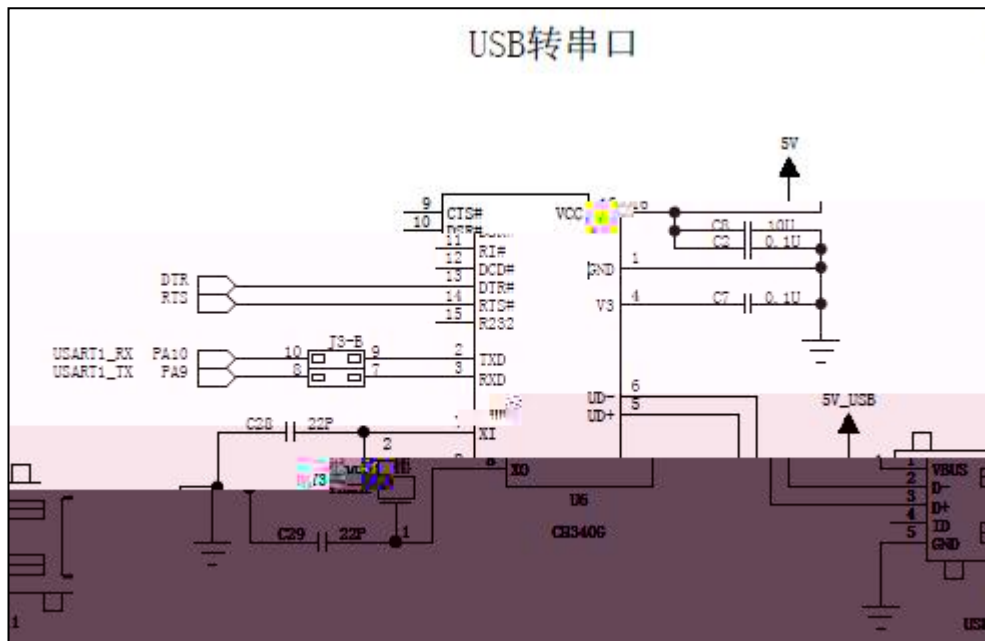 USB转串口
5V
9 CTS# VCC
10 DSR#
C8 10U
11 RI# C2 0.1U
12 DCD# GND 1
DTR 13 DTR#
RTS 14 RTS# V3 4 C7 0.1U
15 R232
J3-B
USART1_RX PA10 10 9 2 TXD
USART1_TX PA9 8 7 3 RXD
UD- 6
UD+ 5
5V_USB
C28 22P XI
2
8 XO 1 VBUS
2 D-
U6 3 D+
C29 22P 1 CH340G 4 ID
5 GND
1